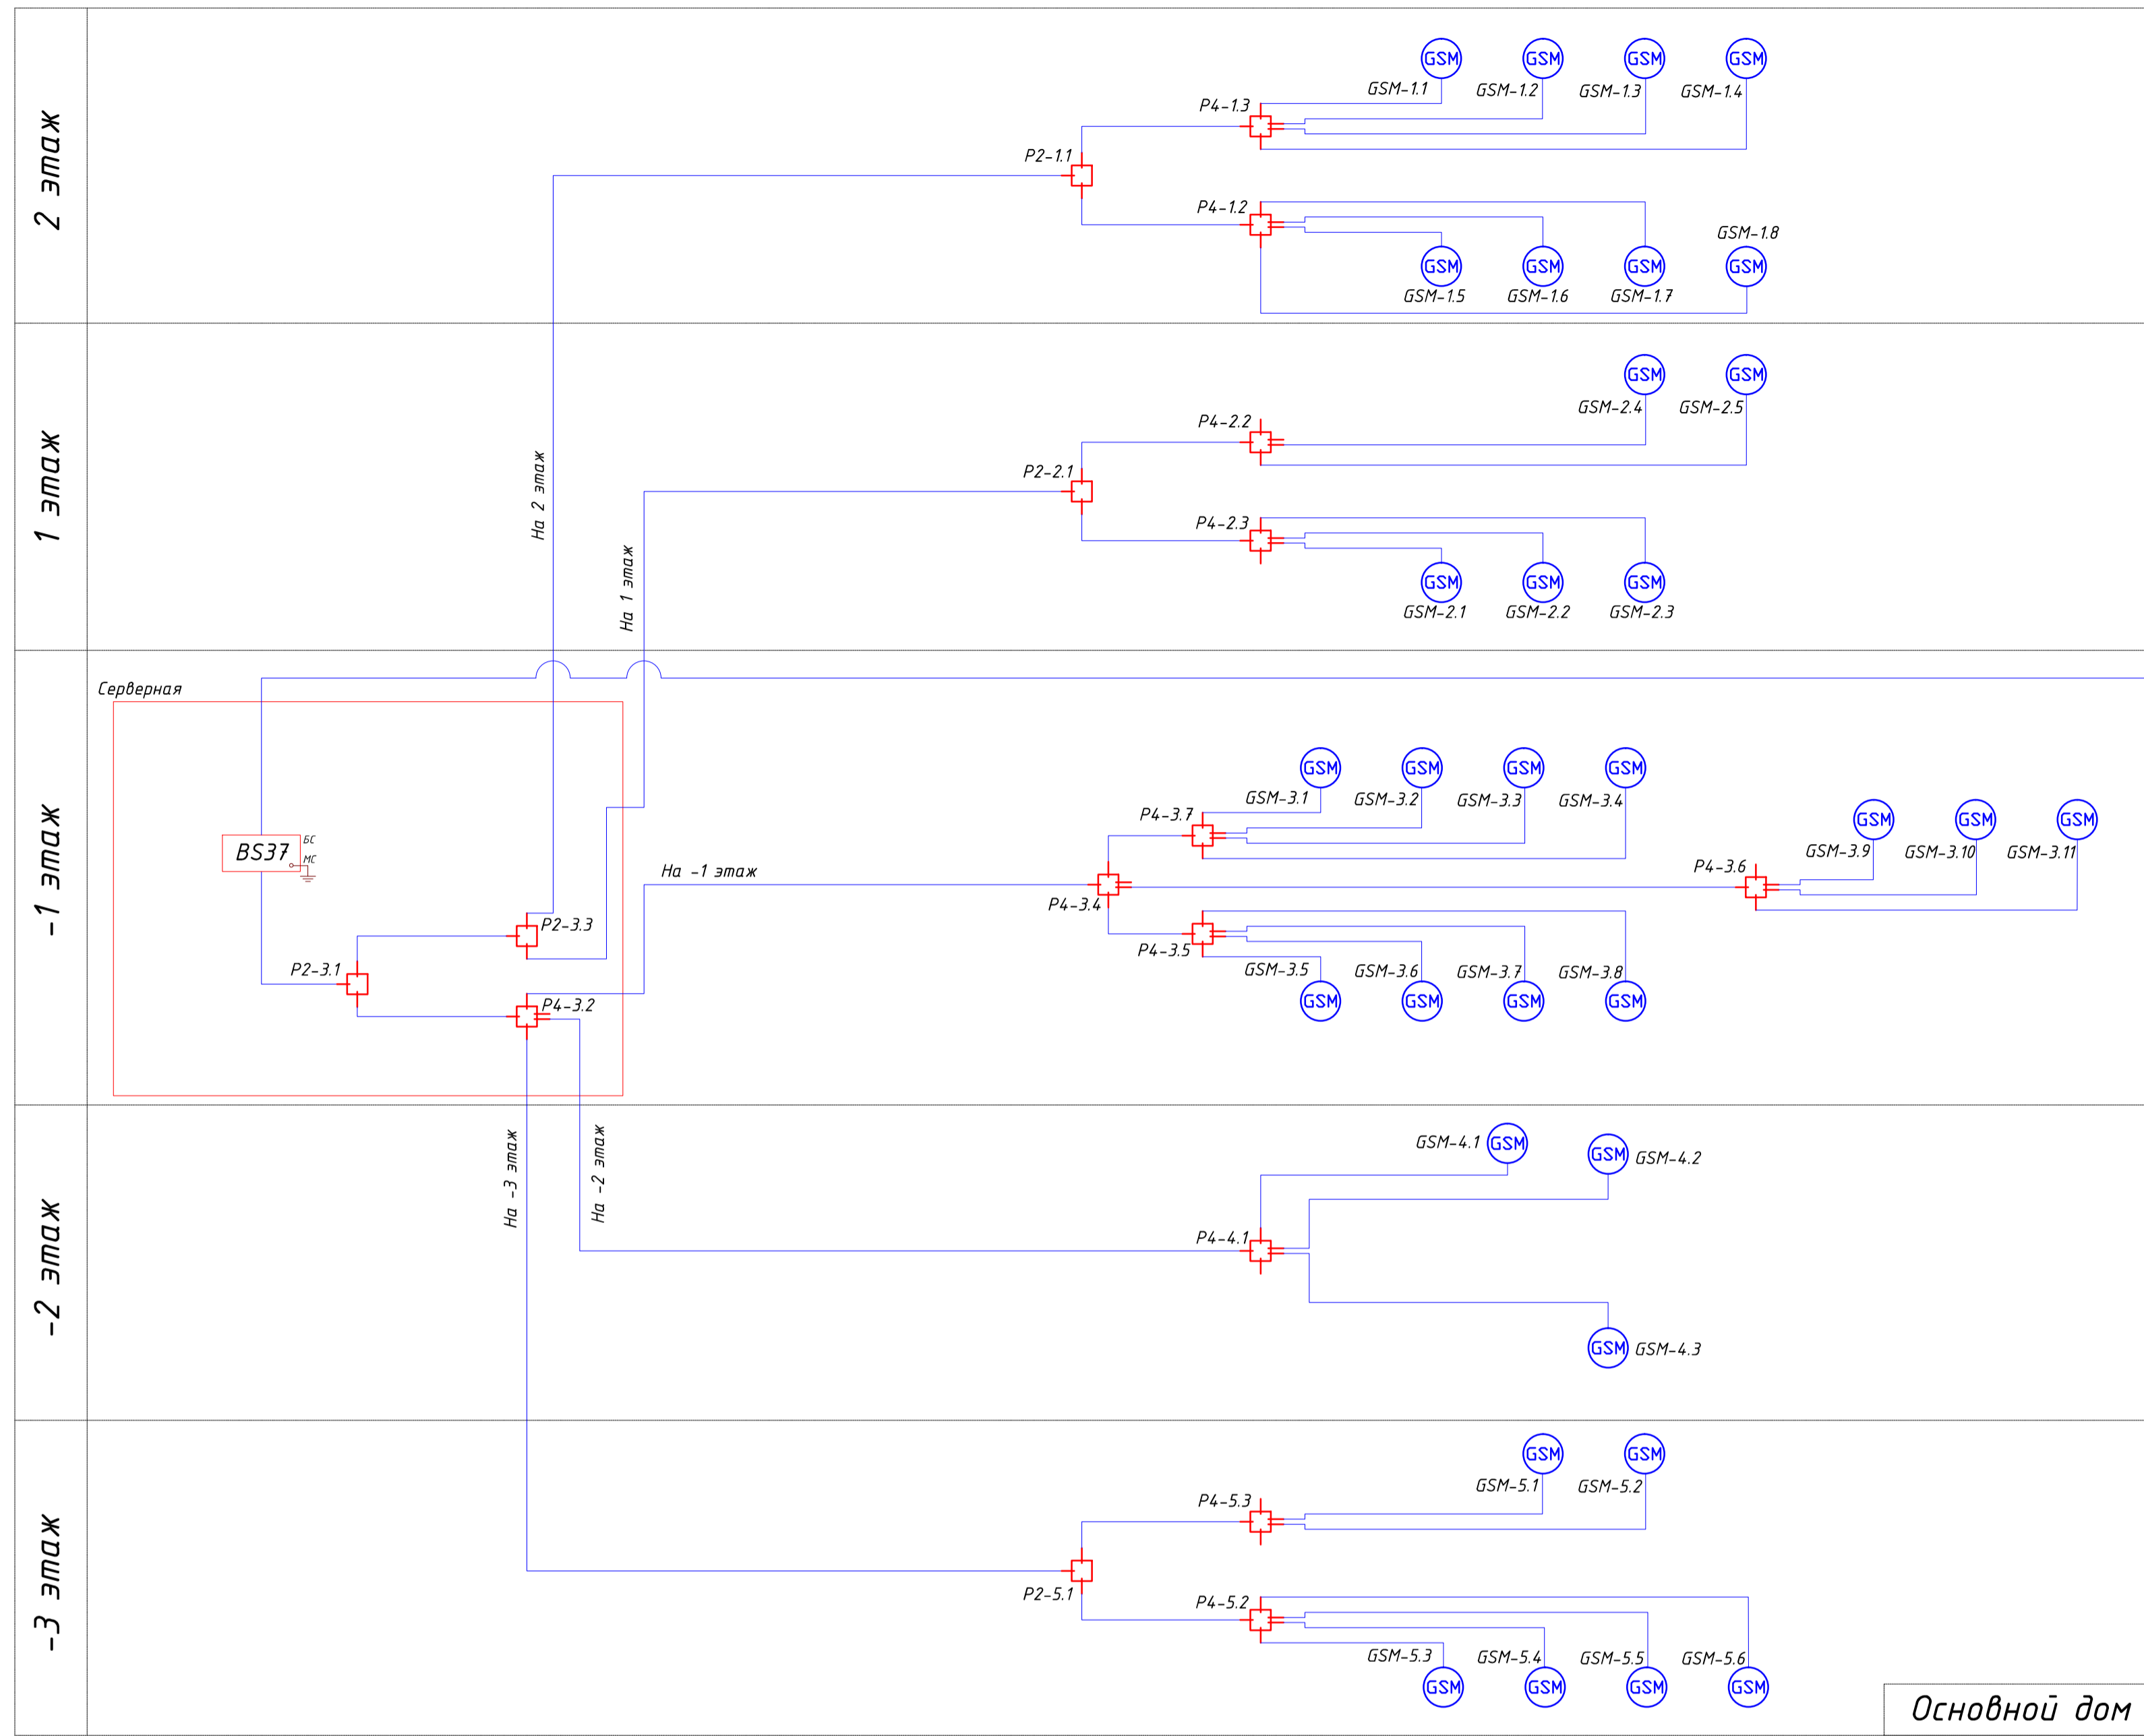 2 этаж
GSM
GSM
GSM
GSM
GSM-1.1
GSM-1.2
GSM-1.3
GSM-1.4
P4-1.3
P2-1.1
P4-1.2
GSM-1.8
GSM
GSM
GSM
GSM
GSM-1.5
GSM-1.6
GSM-1.7
1 этаж
GSM
GSM
GSM-2.4
GSM-2.5
P4-2.2
P2-2.1
На 2 этаж
P4-2.3
На 1 этаж
GSM
GSM
GSM
GSM-2.1
GSM-2.2
GSM-2.3
-1 этаж
Серверная
GSM
GSM
GSM
GSM
GSM-3.1
GSM-3.2
GSM-3.3
GSM-3.4
P4-3.7
GSM
GSM
GSM
GSM-3.9
GSM-3.10
GSM-3.11
BS37
БС
МС
На -1 этаж
P4-3.6
P4-3.4
P2-3.3
P4-3.5
P2-3.1
GSM-3.5
GSM-3.6
GSM-3.7
GSM-3.8
P4-3.2
GSM
GSM
GSM
GSM
-2 этаж
На -3 этаж
На -2 этаж
GSM-4.1
GSM
GSM
GSM-4.2
P4-4.1
GSM
GSM-4.3
-3 этаж
GSM
GSM
GSM-5.1
GSM-5.2
P4-5.3
P2-5.1
P4-5.2
GSM-5.3
GSM-5.4
GSM-5.5
GSM-5.6
GSM
GSM
GSM
GSM
Основной дом